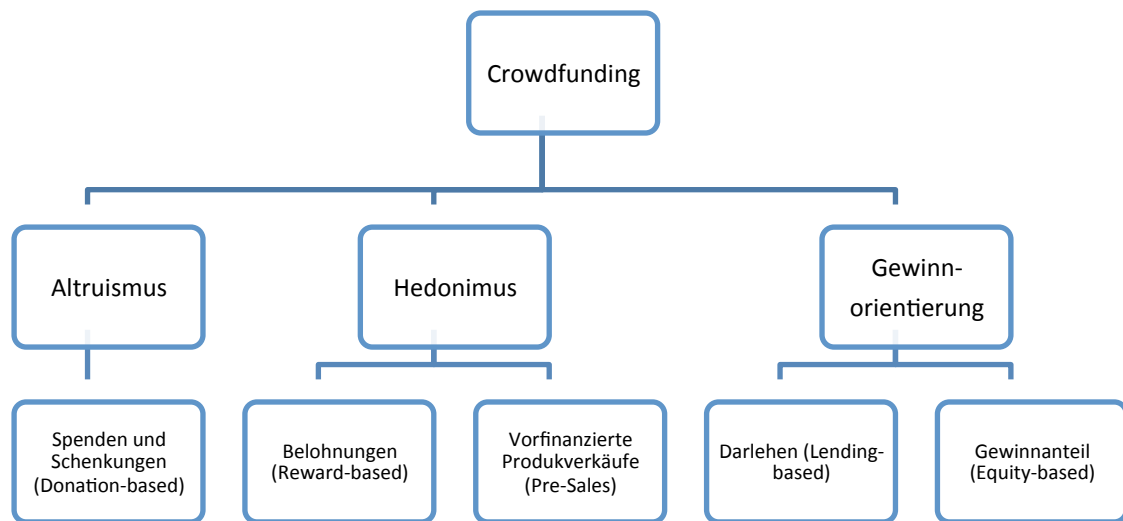 Crowdfunding
Altruismus
Hedonimus
Gewinn-
orientierung
Spenden und
Schenkungen
(Donation-based)
Belohnungen
(Reward-based)
Vorfinanzierte
Produkverkäufe
(Pre-Sales)
Darlehen (Lending-
based)
Gewinnanteil
(Equity-based)